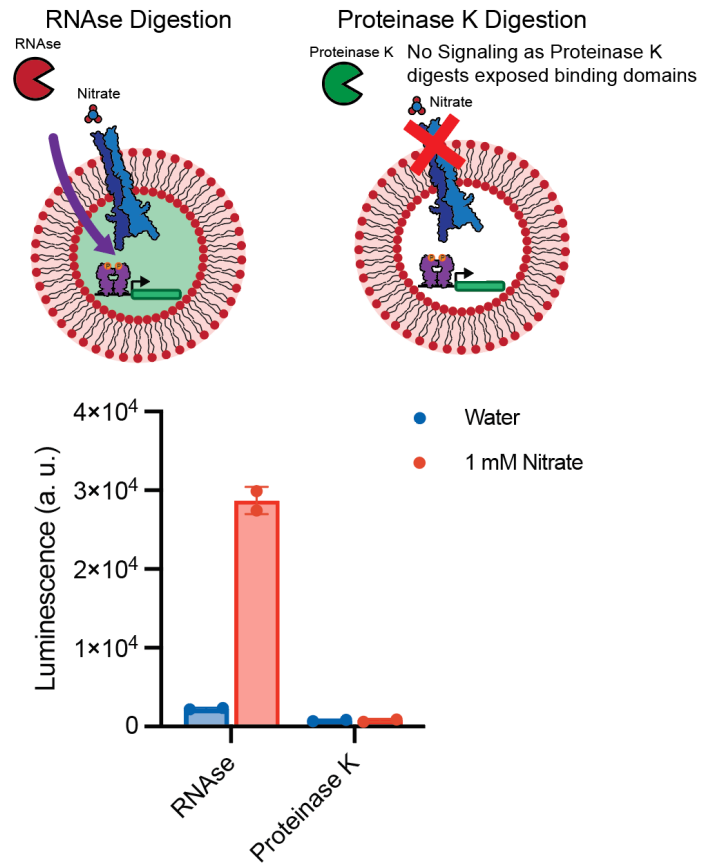 RNAse Digestion
RNAse
Nitrate
Proteinase K Digestion
Proteinase K
No Signaling as Proteinase K
digests exposed binding domains
Nitrate
P P
P P
Luminescence (a. u.)
4×10⁴
3×10⁴
2×10⁴
1×10⁴
0
RNAse
Proteinase K
Water
1 mM Nitrate